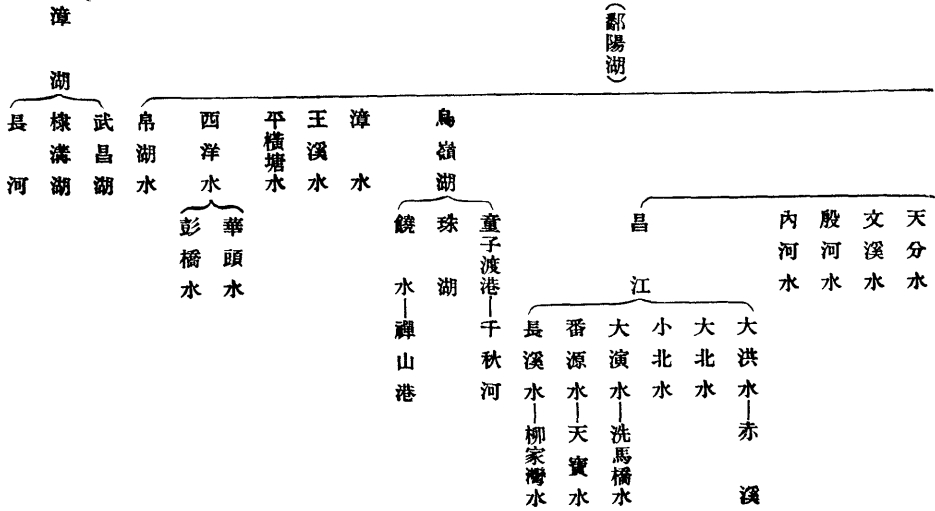 (鄱陽湖)
天分水
文溪水
殷河水
內河水
昌江
大洪水—赤溪
大北水
小北水
大演水—洗馬橋水
番源水—天寶水
長溪水—柳家灣水
烏嶺湖
童子渡港—千秋河
珠湖
饒水—禪山港
漳水
王溪水
平橫塘水
西洋水
華頭水
彭橋水
帛湖水
漳湖
武昌湖
橡溝湖
長河